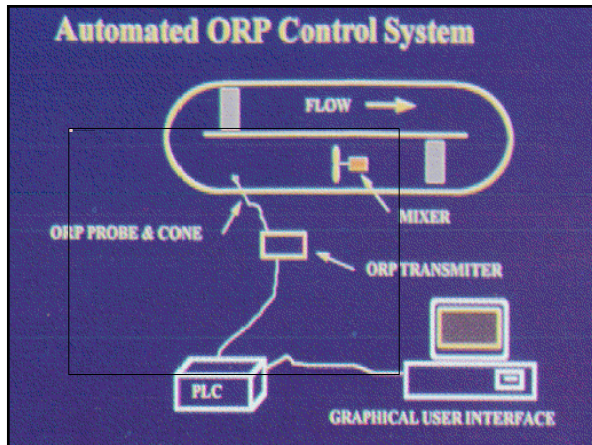 Automated ORP Control System
FLOW
MIXER
ORP PROBE & CONE
ORP TRANSMITER
PLC
GRAPHICAL USER INTERFACE